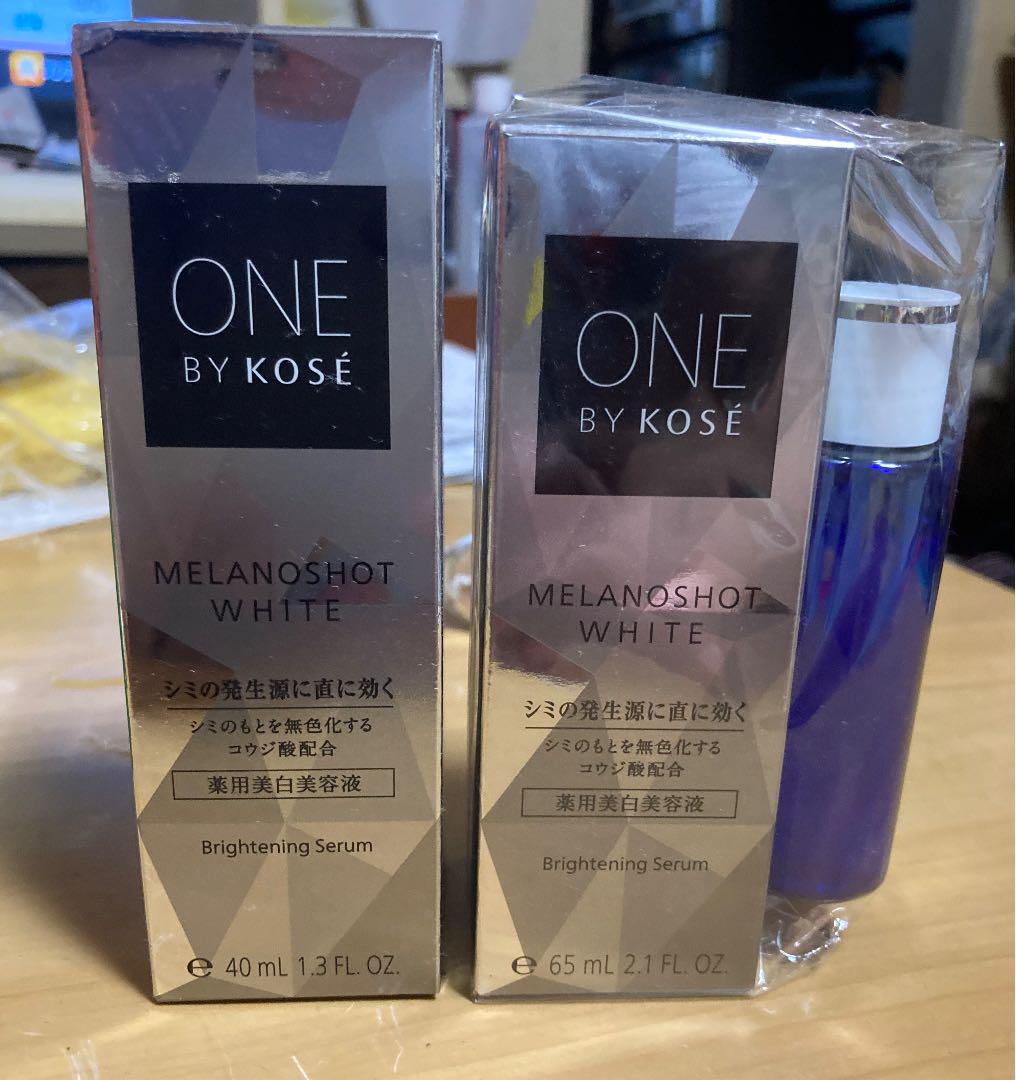 ONE
BY KOSÉ
MELANOSHOT
WHITE
シミの発生源に直に効く
シミのもとを無色化する
コウジ酸配合
薬用美白美容液
Brightening Serum
℮ 40 mL 1.3 FL. OZ.
ONE
BY KOSÉ
MELANOSHOT
WHITE
シミの発生源に直に効く
シミのもとを無色化する
コウジ酸配合
薬用美白美容液
Brightening Serum
℮ 65 mL 2.1 FL. OZ.